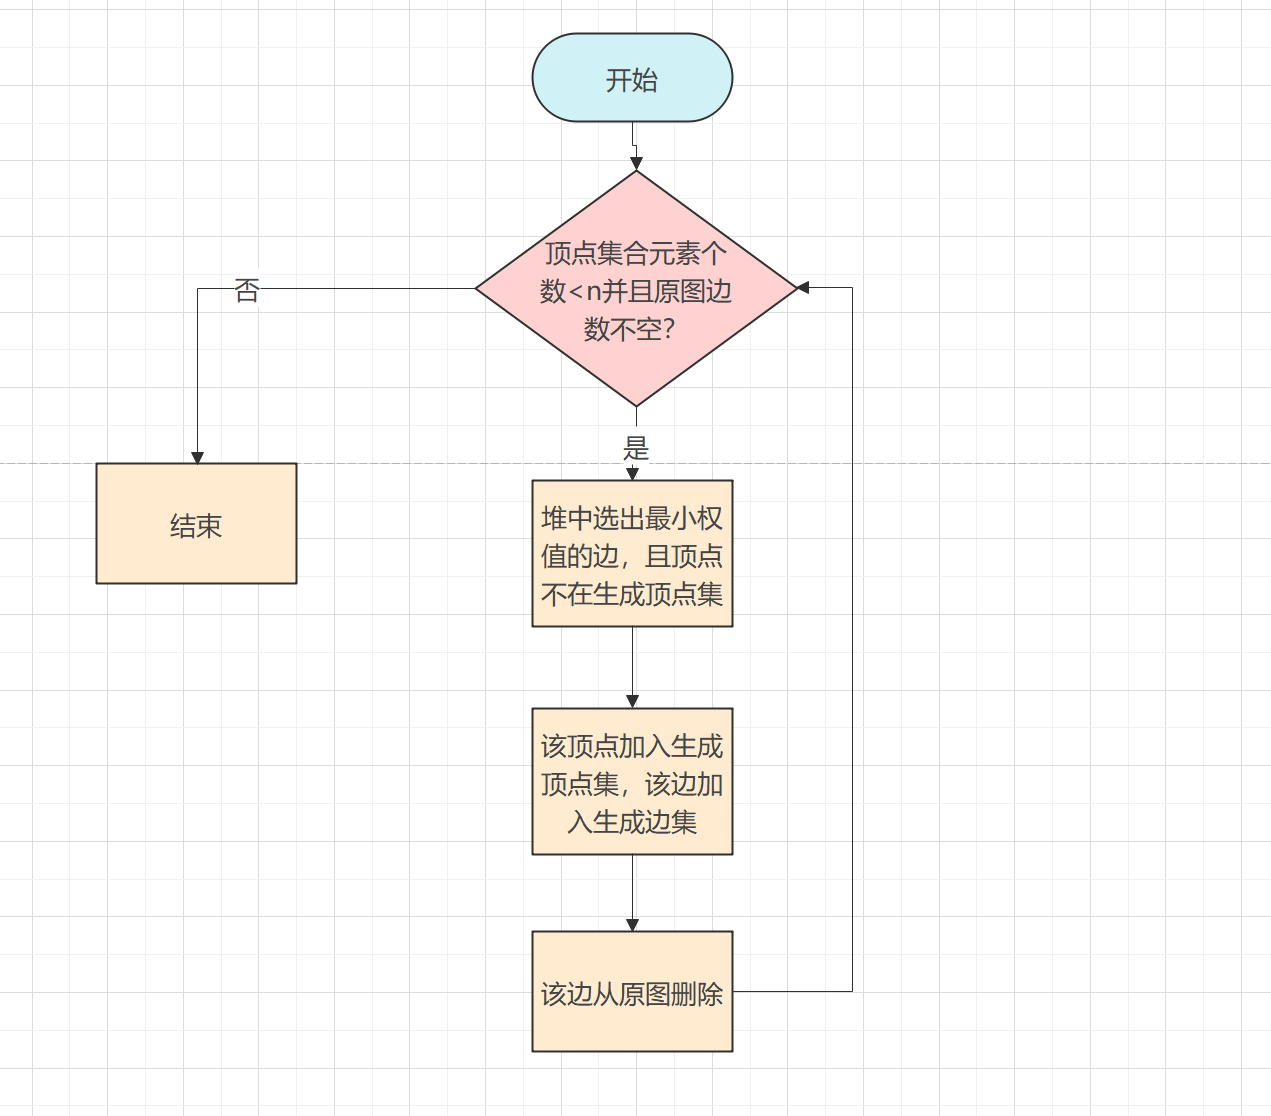 开始
顶点集合元素个
数<n并且原图边
数不空？
否
是
结束
堆中选出最小权
值的边，且顶点
不在生成顶点集
该顶点加入生成
顶点集，该边加
入生成边集
该边从原图删除